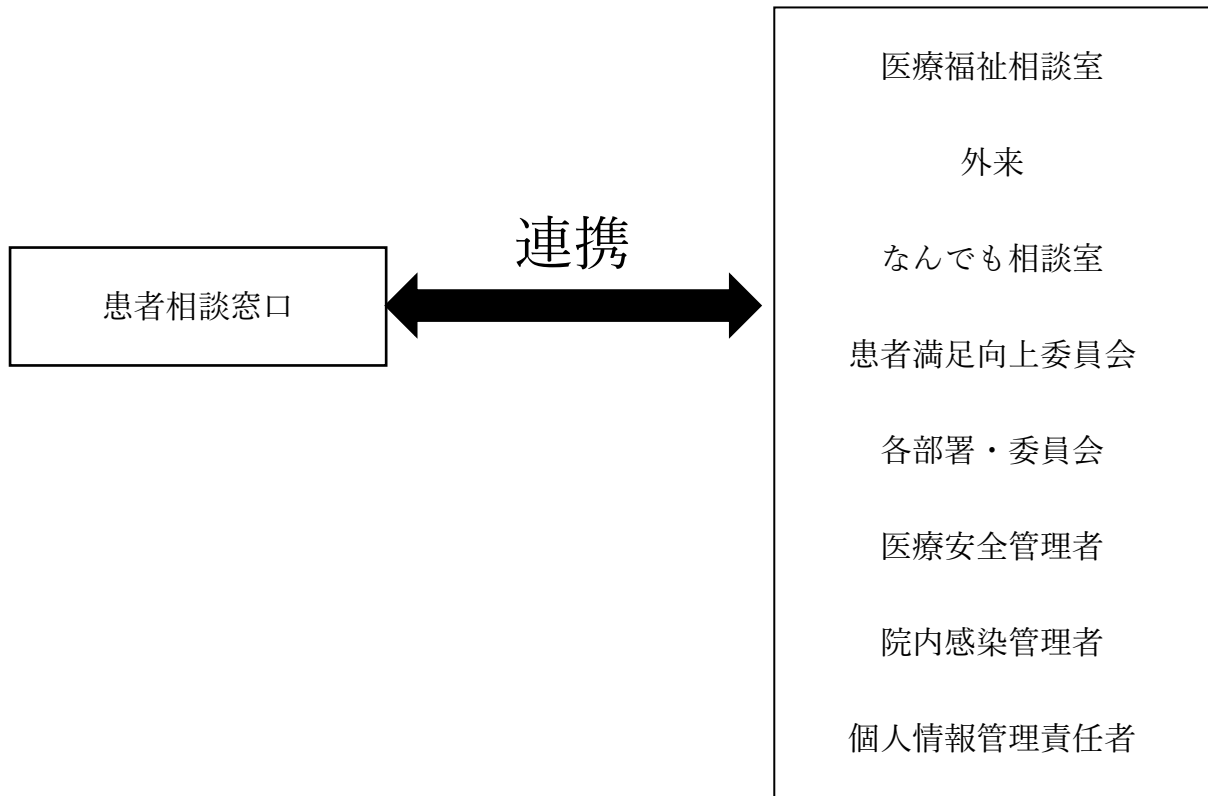 患者相談窓口
連携
医療福祉相談室
外来
なんでも相談室
患者満足向上委員会
各部署・委員会
医療安全管理者
院内感染管理者
個人情報管理責任者